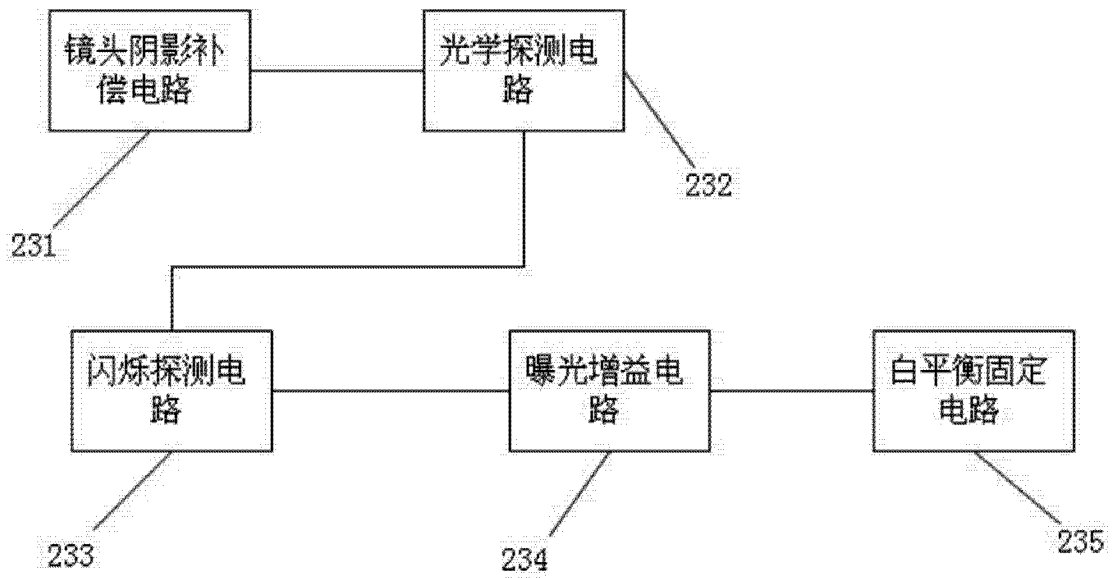 镜头阴影补
偿电路
光学探测电
路
232
231
闪烁探测电
路
曝光增益电
路
白平衡固定
电路
233
234
235